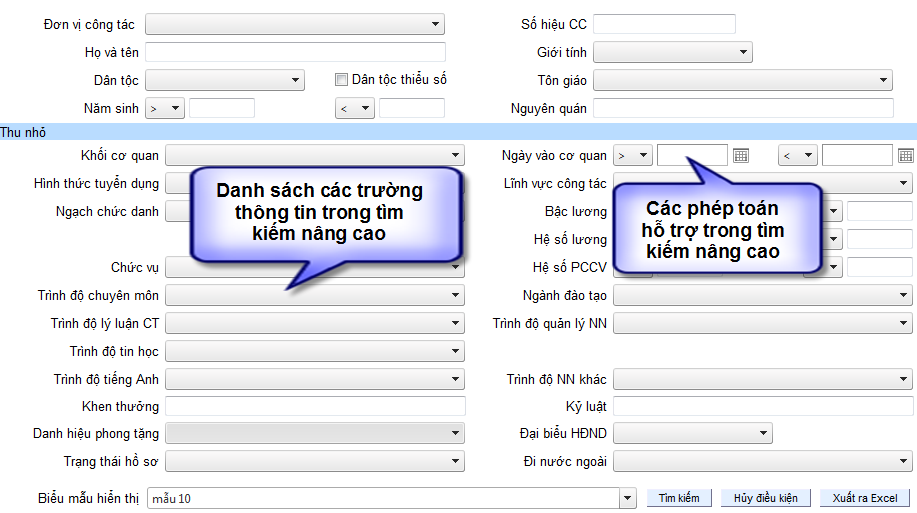 Đơn vị công tác Số hiệu CC
Họ và tên Giới tính
Dân tộc Dân tộc thiểu số Tôn giáo
Năm sinh > < Nguyên quán
Thu nhỏ
Khối cơ quan Ngày vào cơ quan > <
Hình thức tuyển dụng Lĩnh vực công tác
Ngạch chức danh Bậc lương
Hệ số lương
Chức vụ Hệ số PCCV
Danh sách các trường
thông tin trong tìm
kiếm nâng cao
Các phép toán
hỗ trợ trong tìm
kiếm nâng cao
Trình độ chuyên môn Ngành đào tạo
Trình độ lý luận CT Trình độ quản lý NN
Trình độ tin học
Trình độ tiếng Anh Trình độ NN khác
Khen thưởng Kỷ luật
Danh hiệu phong tặng Đại biểu HĐND
Trạng thái hồ sơ Đi nước ngoài
Biểu mẫu hiển thị mẫu 10 Tìm kiếm Hủy điều kiện Xuất ra Excel